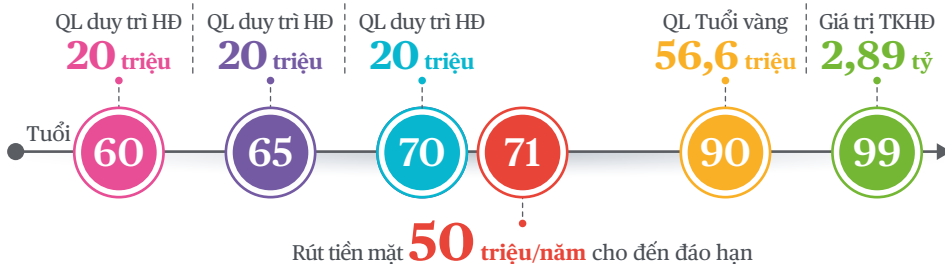 QL duy trì HĐ
20 triệu
QL duy trì HĐ
20 triệu
QL duy trì HĐ
20 triệu
QL Tuổi vàng
56,6 triệu
Giá trị TKHĐ
2,89 tỷ
Tuổi
60
65
70
71
90
99
Rút tiền mặt 50 triệu/năm cho đến đáo hạn